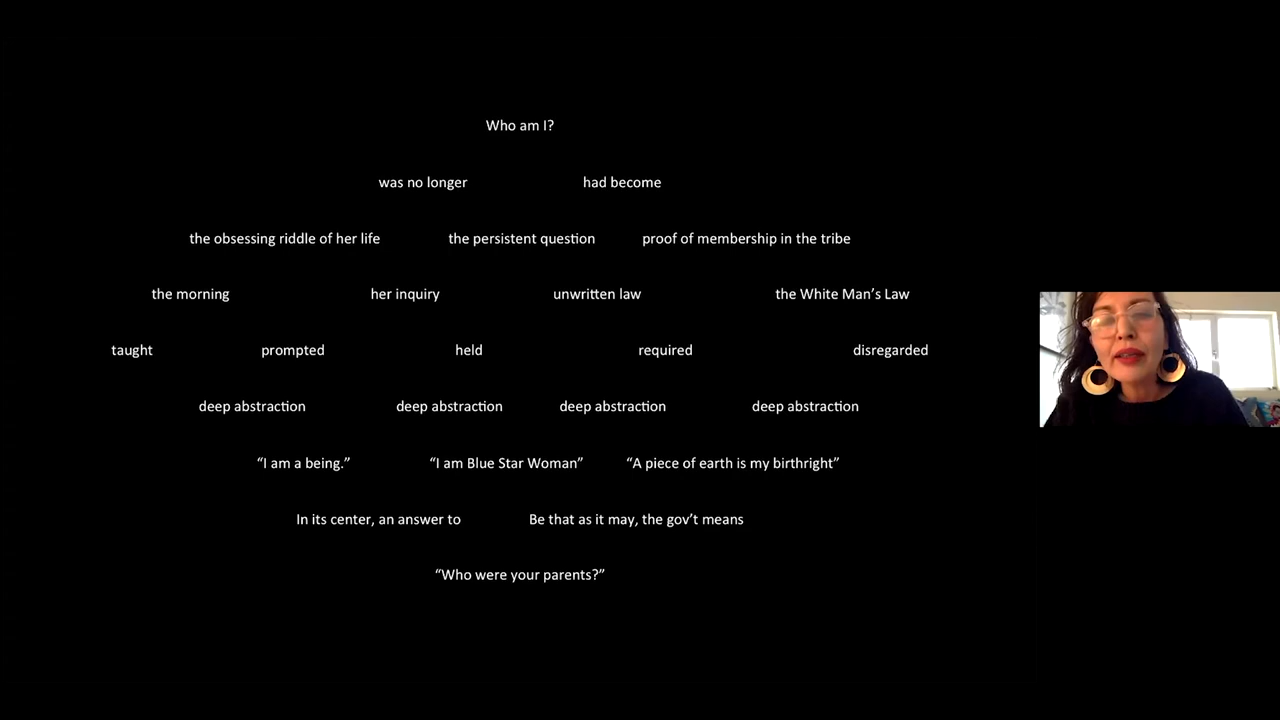 Who am I?
was no longer had become
the obsessing riddle of her life the persistent question proof of membership in the tribe
the morning her inquiry unwritten law the White Man’s Law
taught prompted held required disregarded
deep abstraction deep abstraction deep abstraction deep abstraction
“I am a being.” “I am Blue Star Woman” “A piece of earth is my birthright”
In its center, an answer to Be that as it may, the gov’t means
“Who were your parents?”